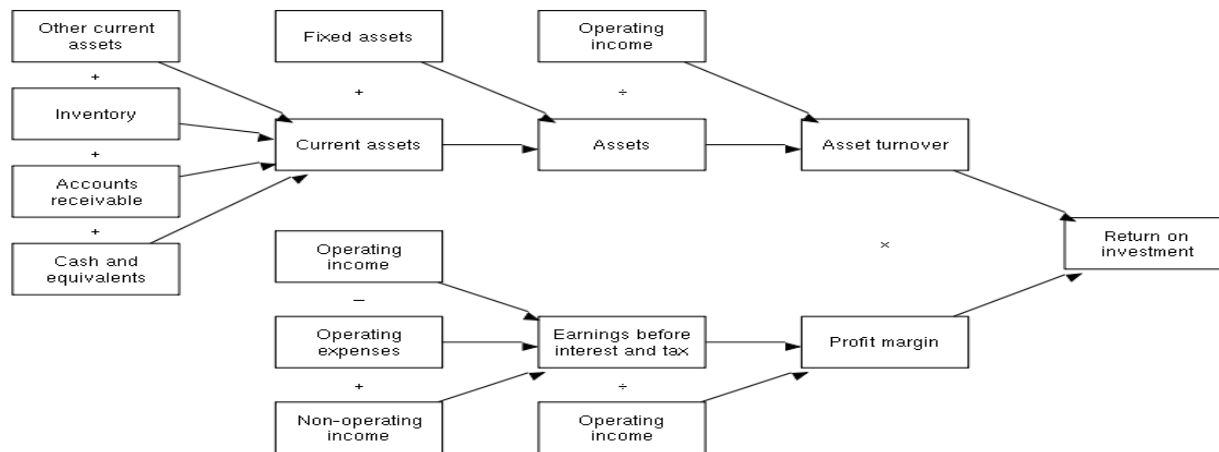 Other current
assets
+
Inventory
+
Accounts
receivable
+
Cash and
equivalents
Fixed assets
+
Current assets
Operating
income
÷
Assets
Asset turnover
Operating
income
−
Operating
expenses
+
Non-operating
income
Earnings before
interest and tax
÷
Operating
income
Profit margin
×
Return on
investment